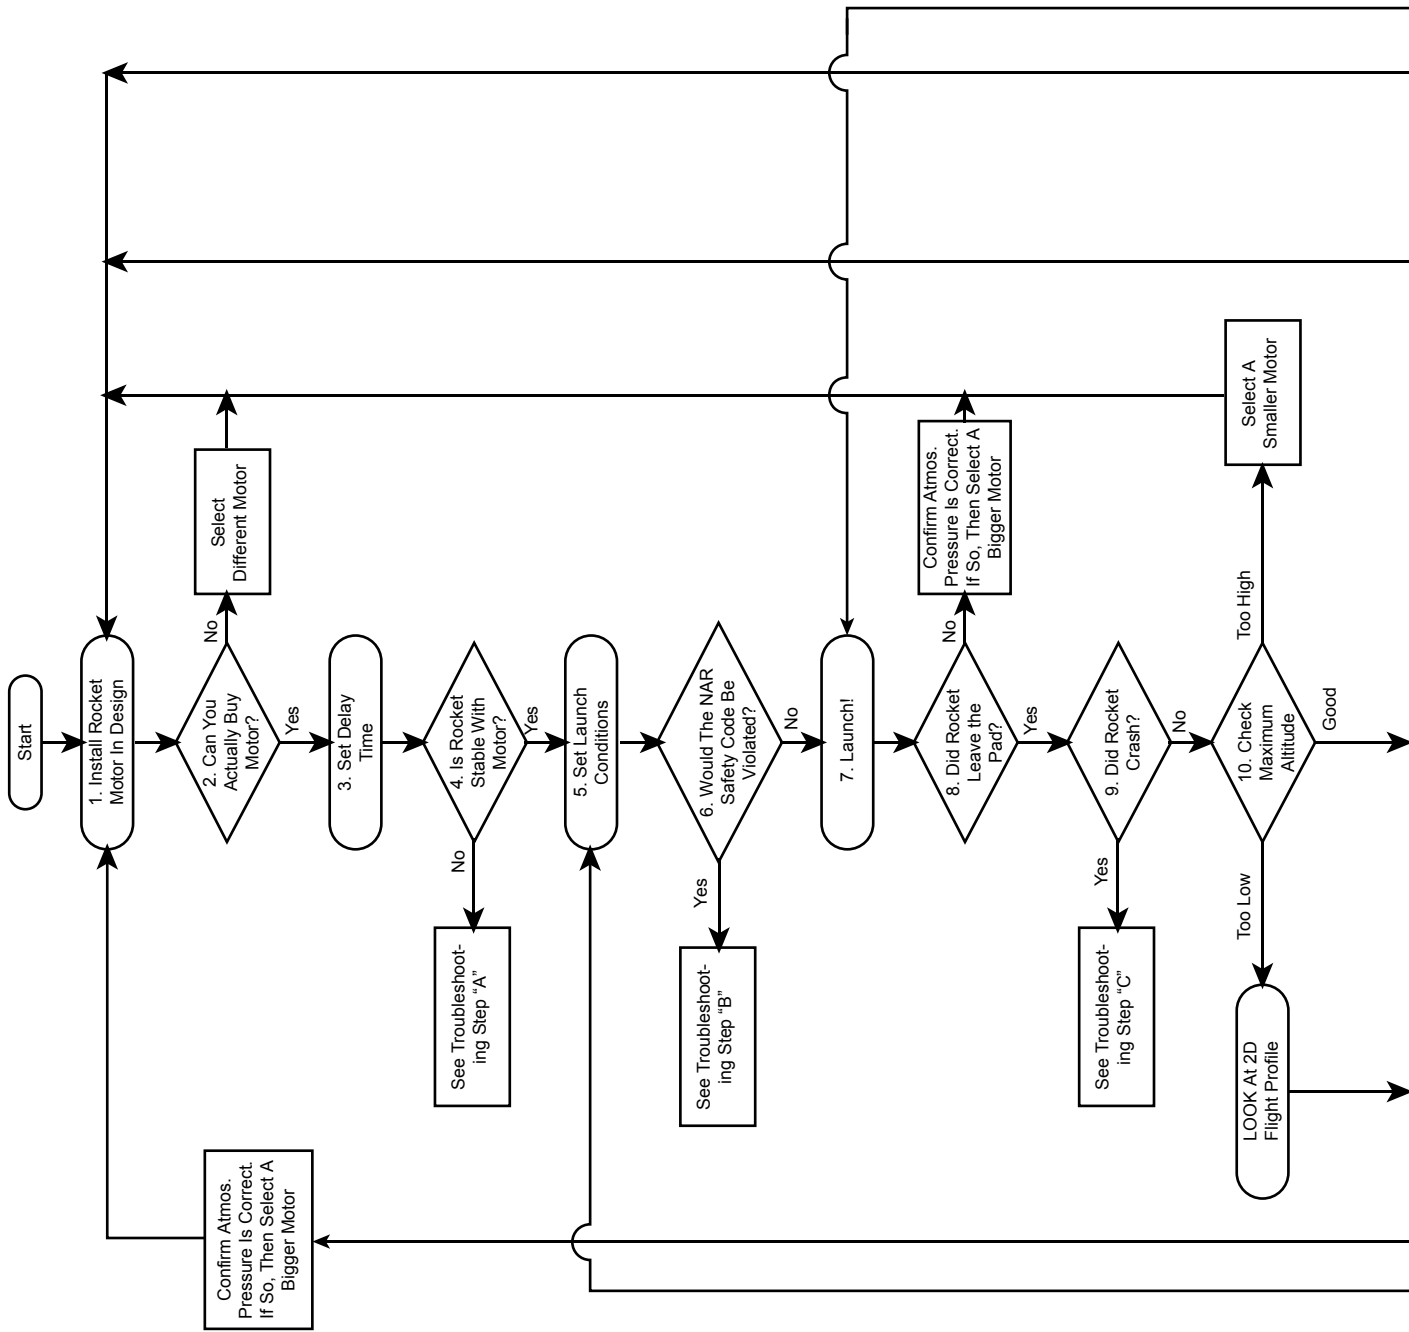 Start
1. Install Rocket
Motor In Design
2. Can You
Actually Buy
Motor?
No
Select
Different Motor
Yes
3. Set Delay
Time
4. Is Rocket
Stable With
Motor?
No
See Troubleshoot-
ing Step “A”
Yes
5. Set Launch
Conditions
6. Would The NAR
Safety Code Be
Violated?
Yes
See Troubleshoot-
ing Step “B”
No
7. Launch!
8. Did Rocket
Leave the
Pad?
No
Confirm Atmos.
Pressure Is Correct.
If So, Then Select A
Bigger Motor
Yes
9. Did Rocket
Crash?
Yes
See Troubleshoot-
ing Step “C”
No
10. Check
Maximum
Altitude
Too High
Select A
Smaller Motor
Too Low
LOOK At 2D
Flight Profile
Good
Confirm Atmos.
Pressure Is Correct.
If So, Then Select A
Bigger Motor